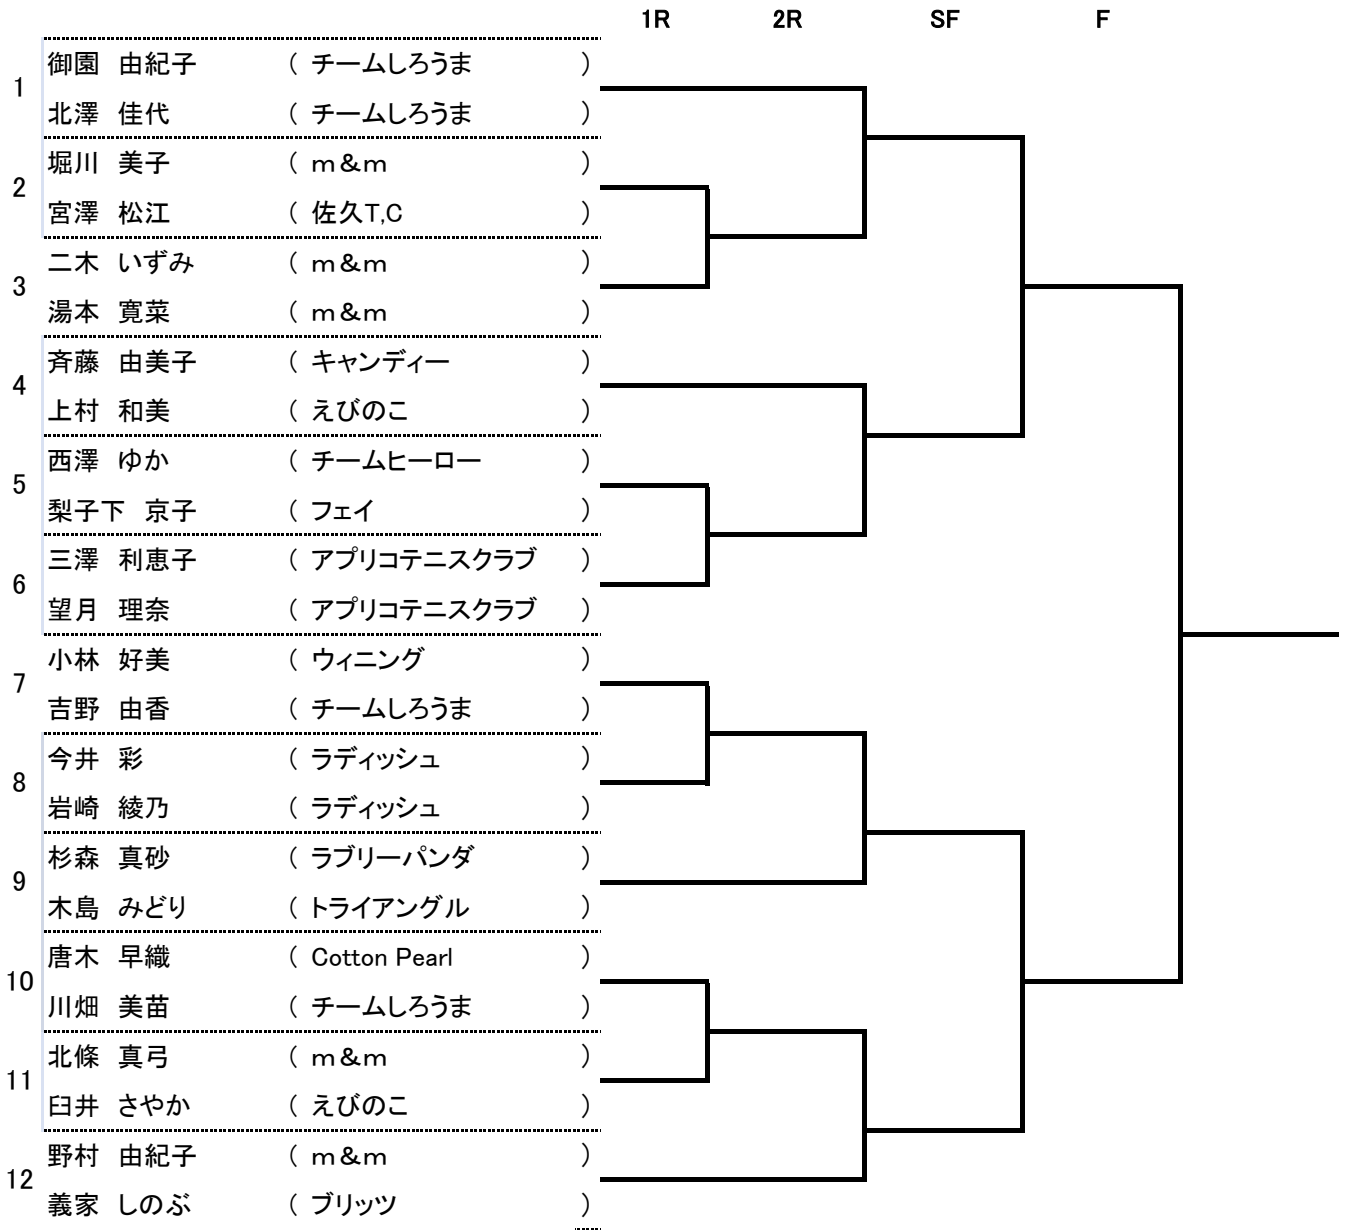 1R 2R SF F
御園 由紀子 ( チームしろうま )
1
北澤 佳代 ( チームしろうま )
堀川 美子 ( m&m )
2
宮澤 松江 ( 佐久T,C )
二木 いずみ ( m&m )
3
湯本 寛菜 ( m&m )
斉藤 由美子 ( キャンディー )
4
上村 和美 ( えびのこ )
西澤 ゆか ( チームヒーロー )
5
梨子下 京子 ( フェイ )
三澤 利恵子 ( アプリコテニスクラブ )
6
望月 理奈 ( アプリコテニスクラブ )
小林 好美 ( ウィニング )
7
吉野 由香 ( チームしろうま )
今井 彩 ( ラディッシュ )
8
岩崎 綾乃 ( ラディッシュ )
杉森 真砂 ( ラブリーパンダ )
9
木島 みどり ( トライアングル )
唐木 早織 ( Cotton Pearl )
10
川畑 美苗 ( チームしろうま )
北條 真弓 ( m&m )
11
臼井 さやか ( えびのこ )
野村 由紀子 ( m&m )
12
義家 しのぶ ( ブリッツ )